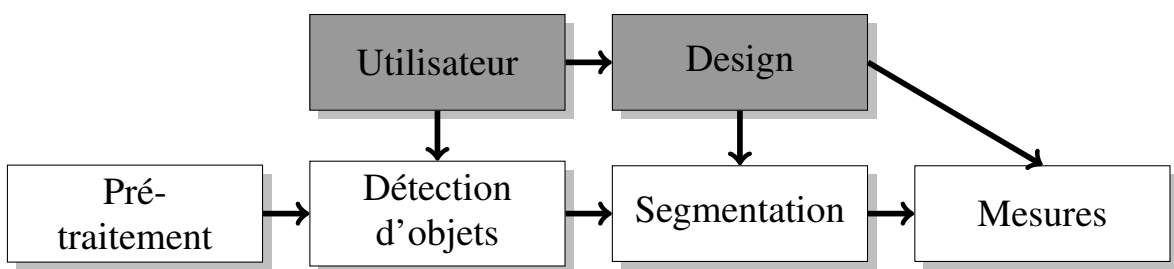 Utilisateur
Design
Pré-
traitement
Détection
d'objets
Segmentation
Mesures